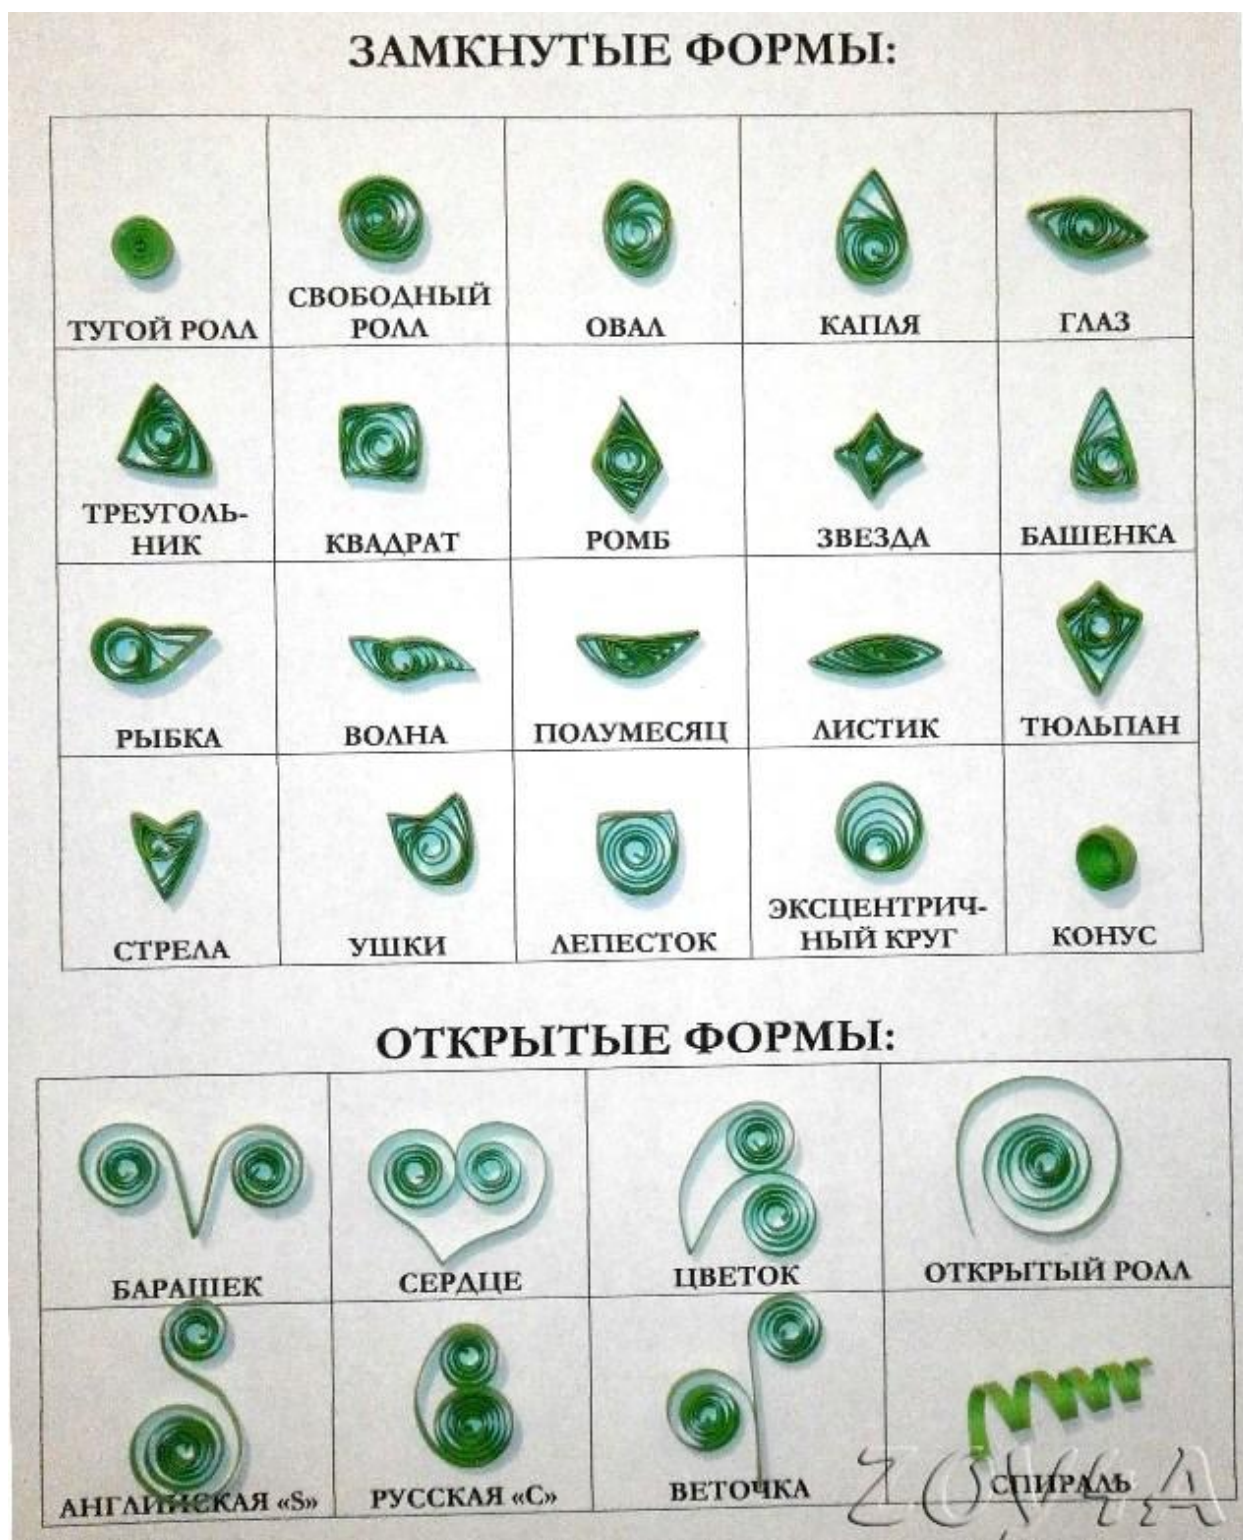 ЗАМКНУТЫЕ ФОРМЫ:
ТУГОЙ РОЛЛ
СВОБОДНЫЙ
РОЛЛ
ОВАЛ
КАПЛЯ
ГЛАЗ
ТРЕУГОЛЬ-
НИК
КВАДРАТ
РОМБ
ЗВЕЗДА
БАШЕНКА
РЫБКА
ВОЛНА
ПОЛУМЕСЯЦ
ЛИСТИК
ТЮЛЬПАН
СТРЕЛА
УШКИ
ЛЕПЕСТОК
ЭКСЦЕНТРИЧ-
НЫЙ КРУГ
КОНУС
ОТКРЫТЫЕ ФОРМЫ:
БАРАШЕК
СЕРДЦЕ
ЦВЕТОК
ОТКРЫТЫЙ РОЛЛ
АНГЛИЙСКАЯ «S»
РУССКАЯ «С»
ВЕТОЧКА
СПИРАЛЬ